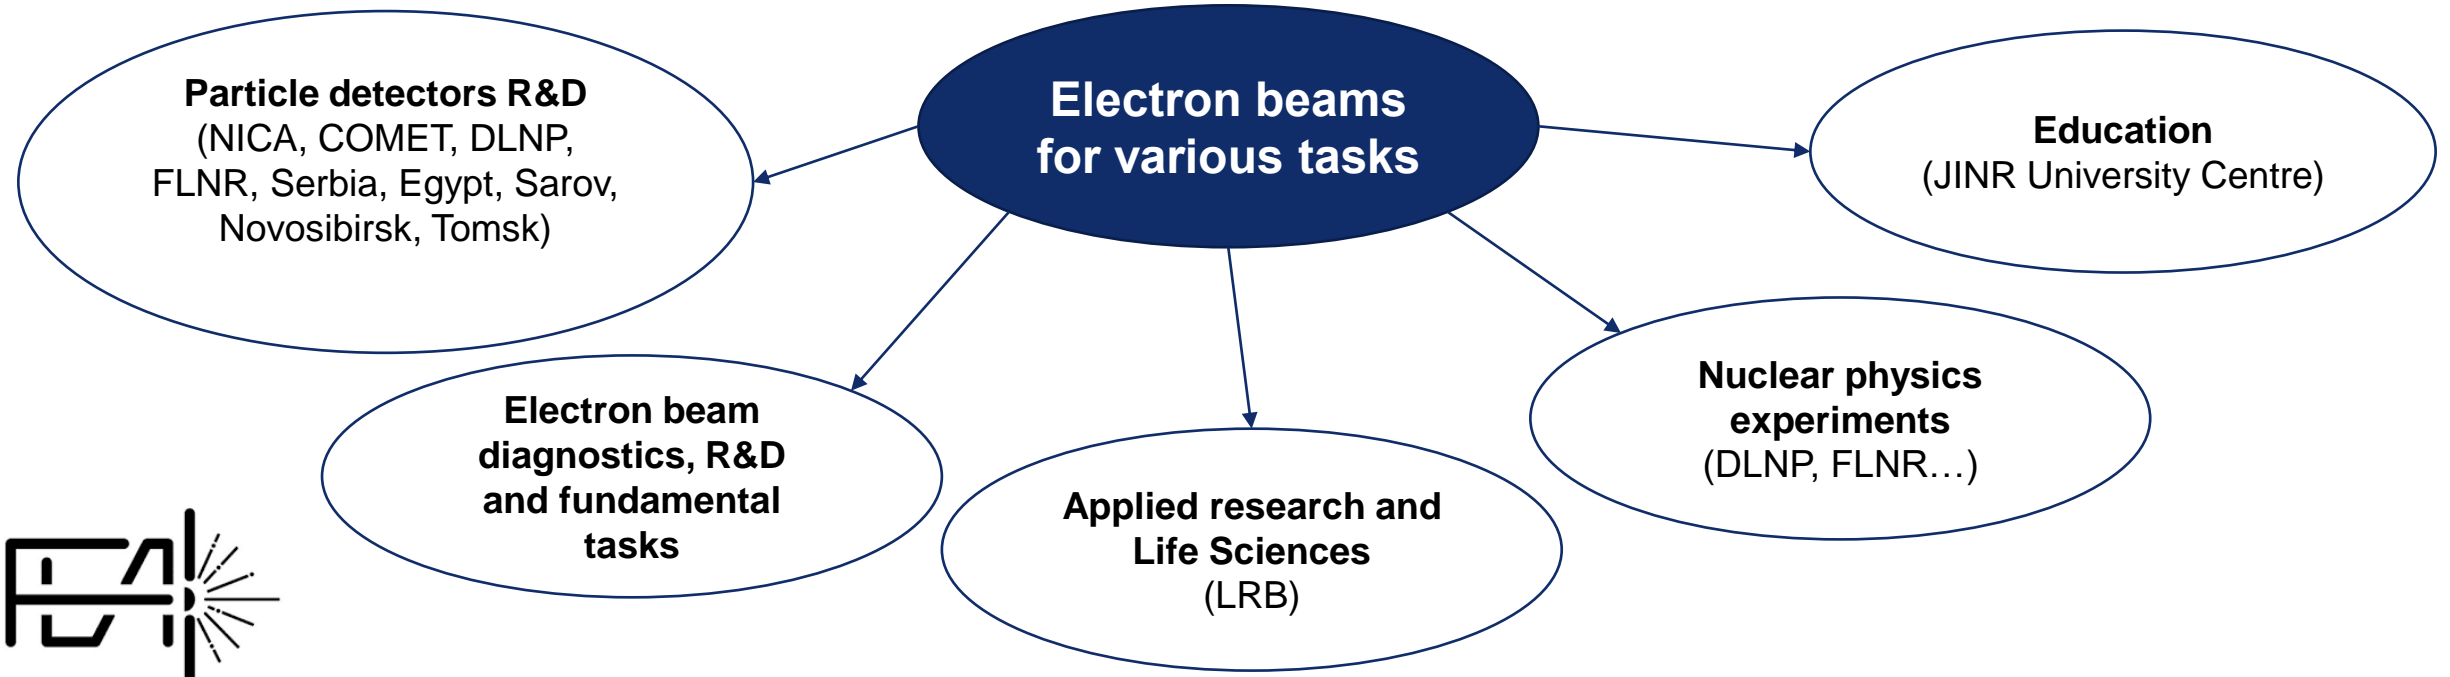 Electron beams
for various tasks
Particle detectors R&D
(NICA, COMET, DLNP,
FLNR, Serbia, Egypt, Sarov,
Novosibirsk, Tomsk)
Electron beam
diagnostics, R&D
and fundamental
tasks
Applied research and
Life Sciences
(LRB)
Nuclear physics
experiments
(DLNP, FLNR…)
Education
(JINR University Centre)